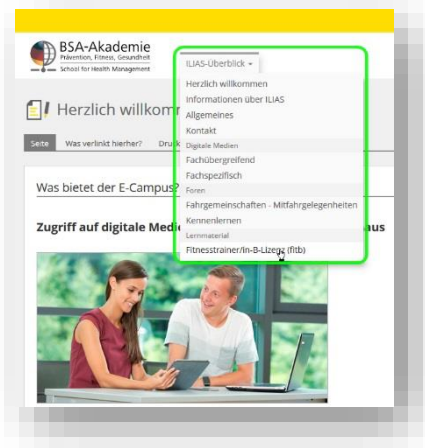 BSA-Akademie
Prävention, Fitness, Gesundheit
School for Health Management
ILIAS-Überblick
Herzlich willkommen
Informationen über ILIAS
Allgemeines
Kontakt
Digitale Medien
Fachübergreifend
Fachspezifisch
Foren
Fahrgemeinschaften - Mitfahrgelegenheiten
Kennenlernen
Lernmaterial
Fitnesstrainer/in-B-Lizenz (fitb)
Herzlich willkom
Seite Was verlinkt hierher? Druc
Was bietet der E-Campus?
Zugriff auf digitale Medie aus